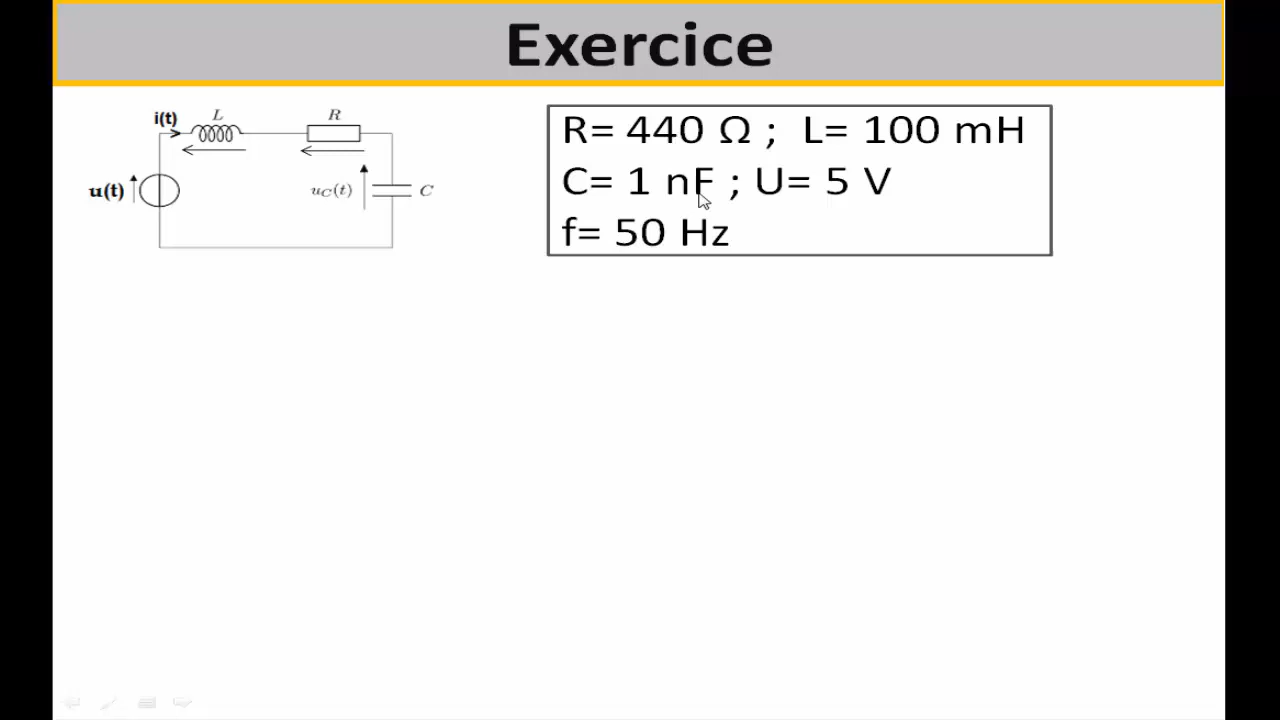 Exercice
i(t)
L
R
u(t)
u_C(t)
C
R= 440 Ω ; L= 100 mH
C= 1 nF ; U= 5 V
f= 50 Hz